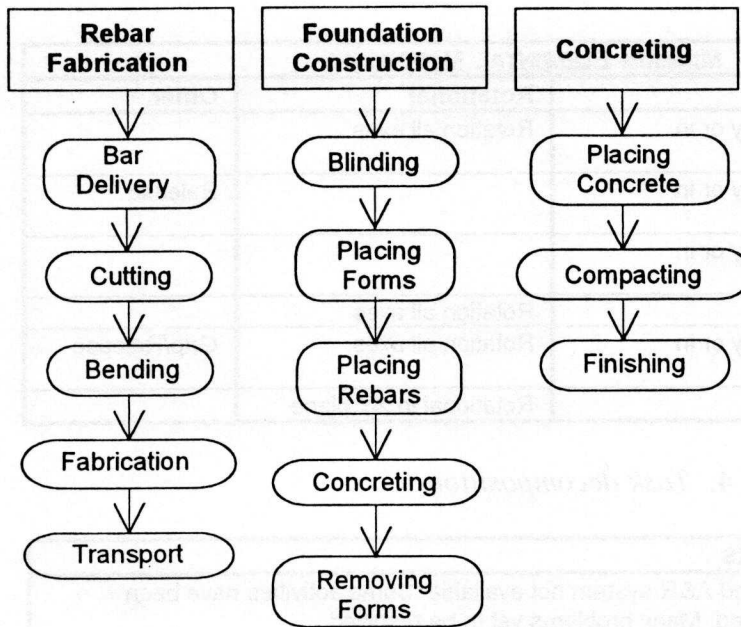 Rebar
Fabrication
Bar
Delivery
Cutting
Bending
Fabrication
Transport
Foundation
Construction
Blinding
Placing
Forms
Placing
Rebars
Concreting
Removing
Forms
Concreting
Placing
Concrete
Compacting
Finishing